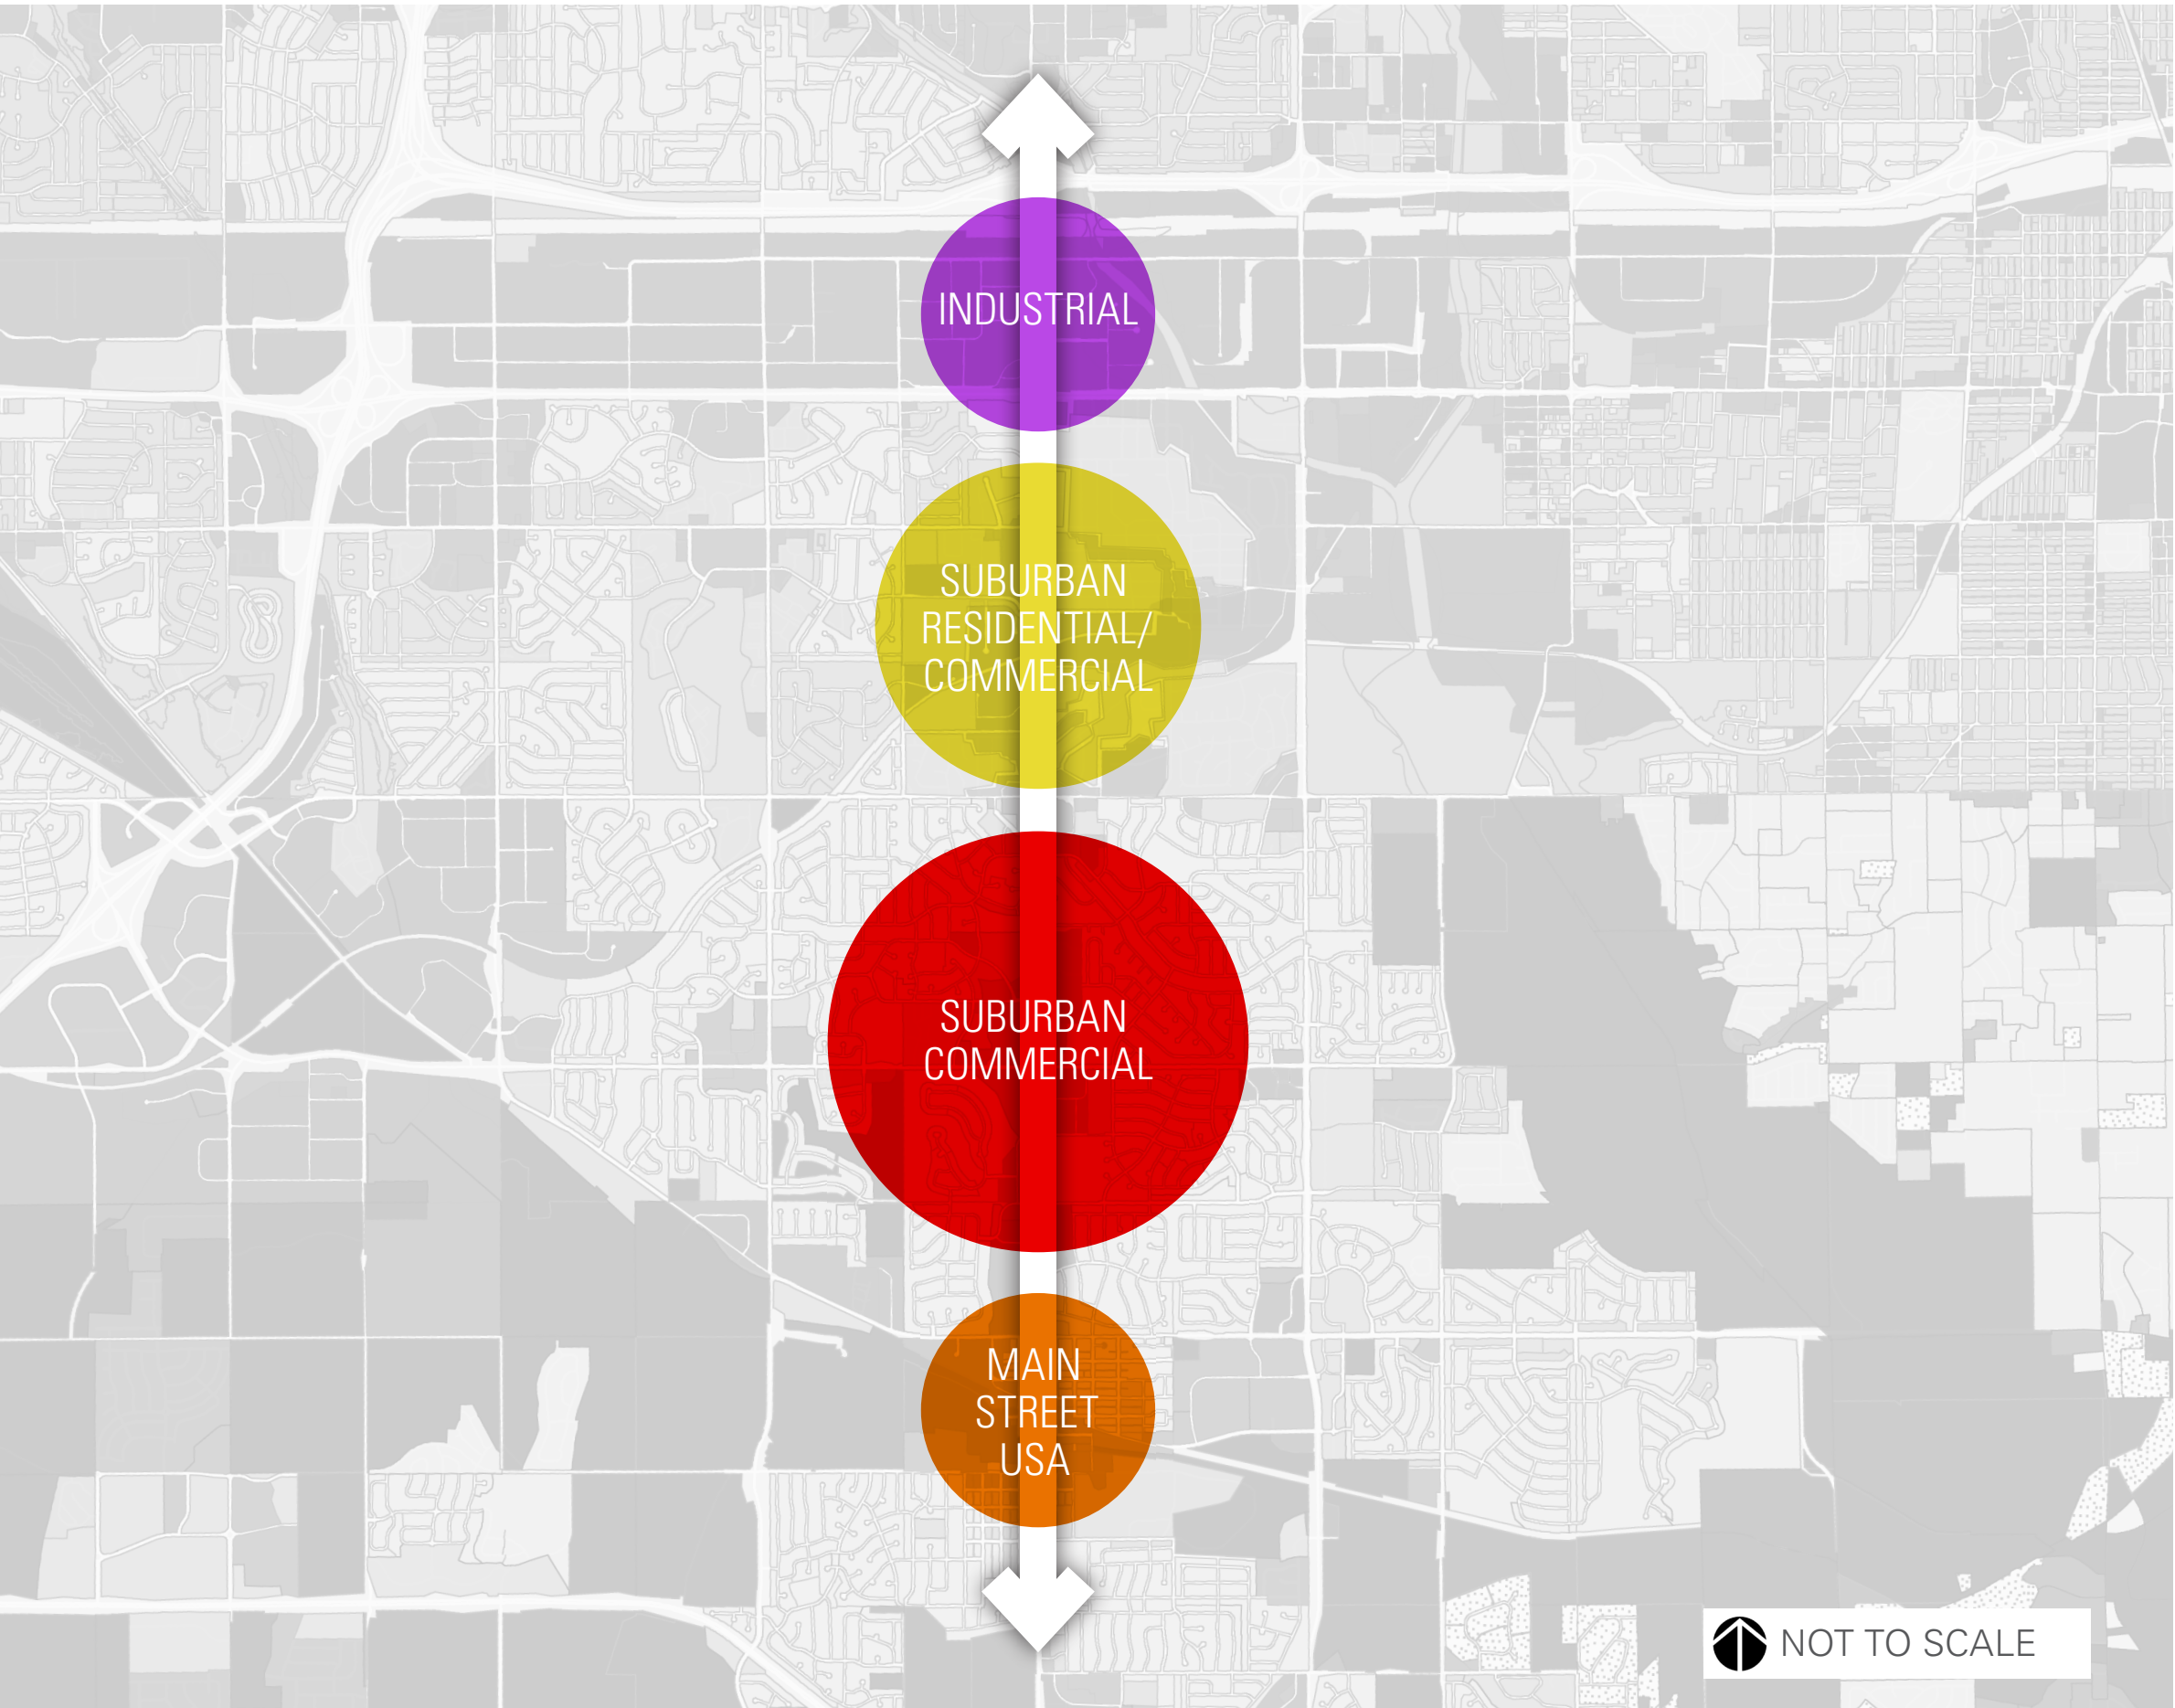 INDUSTRIAL
SUBURBAN
RESIDENTIAL/
COMMERCIAL
SUBURBAN
COMMERCIAL
MAIN
STREET
USA
NOT TO SCALE